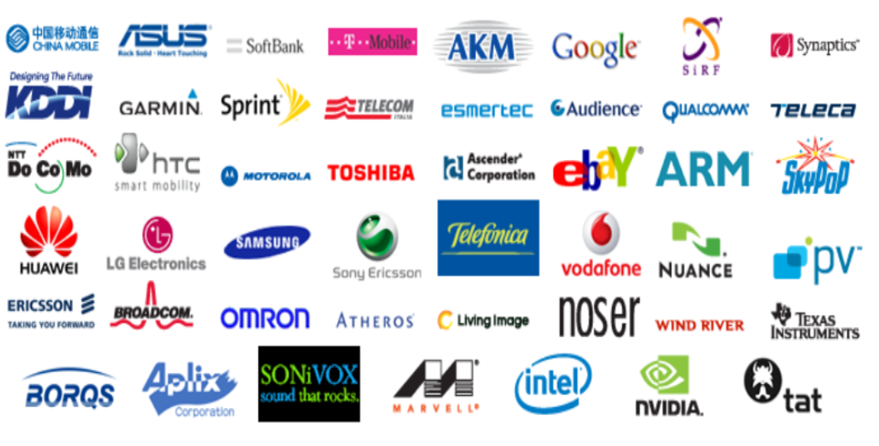 中国移动通信
CHINA MOBILE
ASUS
Rock Solid · Heart Touching
SoftBank
T Mobile
AKM
Google
SiRF
Synaptics
Designing The Future
KDDI
GARMIN
Sprint
TELECOM
ITALIA
esmertec
Audience
QUALCOMM
TELECA
NTT
DoCoMo
htc
smart mobility
MOTOROLA
TOSHIBA
Ascender
Corporation
ebay
ARM
SKYPOP
HUAWEI
LG Electronics
SAMSUNG
Sony Ericsson
Telefónica
vodafone
NUANCE
pv
ERICSSON
TAKING YOU FORWARD
BROADCOM.
OMRON
ATHEROS
Living Image
noser
WIND RIVER
TEXAS
INSTRUMENTS
BORQS
Aplix
Corporation
SONiVOX
sound that rocks.
MARVELL
intel
NVIDIA.
tat